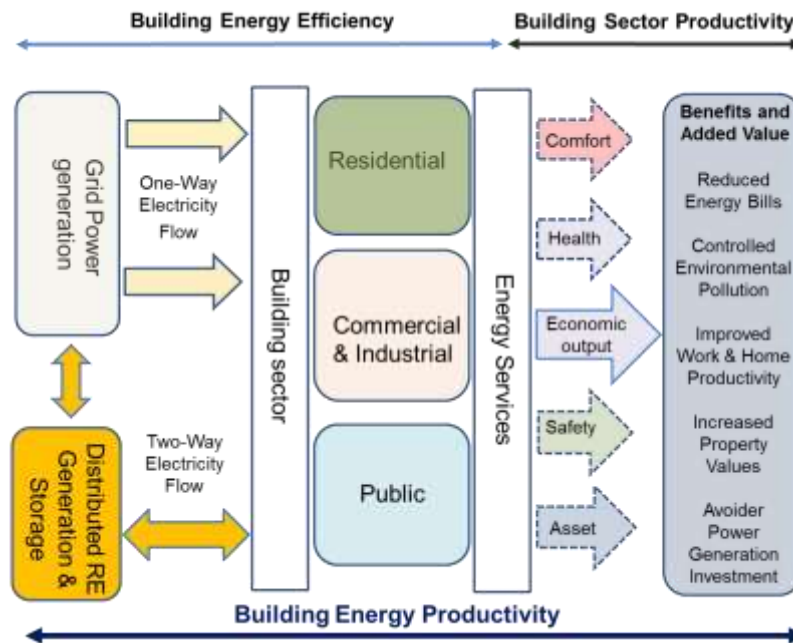 Building Energy Efficiency
Building Sector Productivity
Grid Power
generation
One-Way
Electricity
Flow
Distributed RE
Generation &
Storage
Two-Way
Electricity
Flow
Building sector
Residential
Commercial
& Industrial
Public
Energy Services
Comfort
Health
Economic
output
Safety
Asset
Benefits and
Added Value
Reduced
Energy Bills
Controlled
Environmental
Pollution
Improved
Work & Home
Productivity
Increased
Property
Values
Avoider
Power
Generation
Investment
Building Energy Productivity